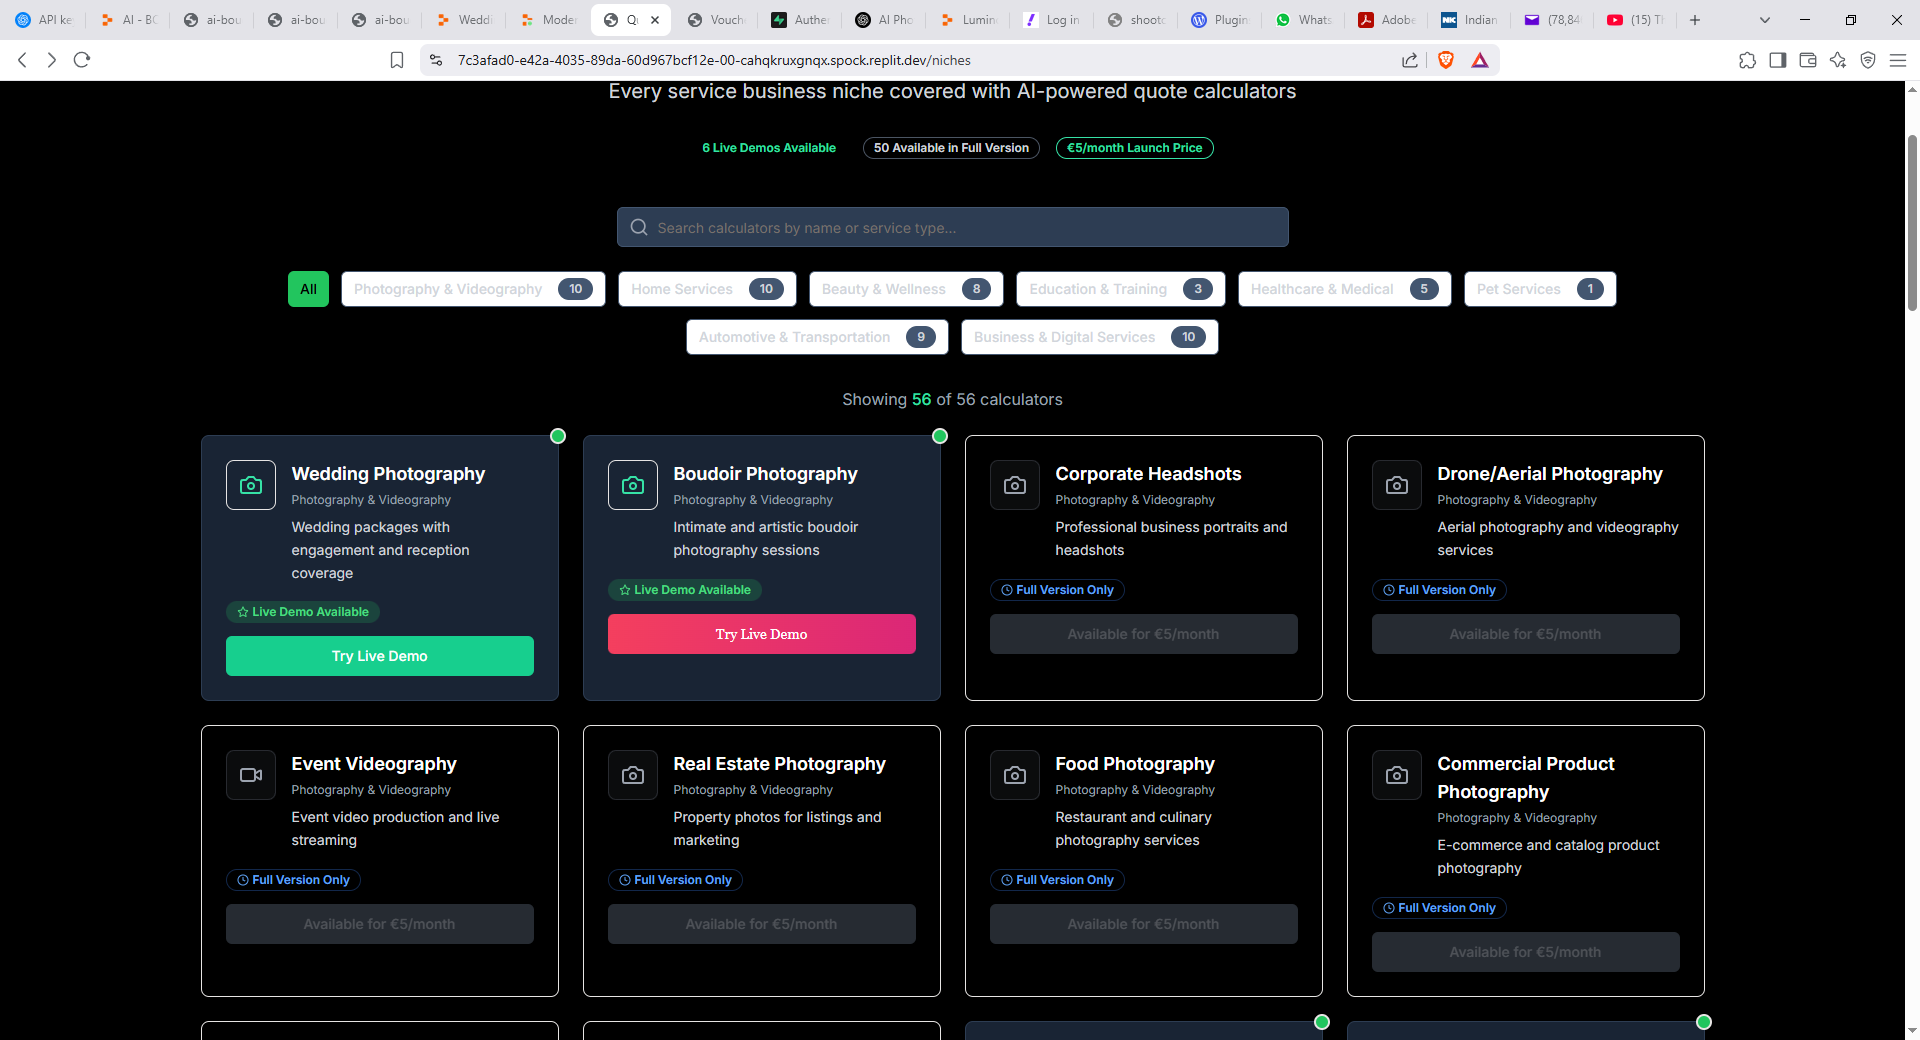 API ke
AI - BC
ai-bou
ai-bou
ai-bou
Weddi
Moder
Qu
Vouch
Authe
AI Pho
Lumin
Log in
shooto
Plugin
Whats
Adobe
Indian
(78,84
(15) T
7c3afad0-e42a-4035-89da-60d967bcf12e-00-cahqkruxgnqx.spock.replit.dev/niches
Every service business niche covered with AI-powered quote calculators
6 Live Demos Available
50 Available in Full Version
€5/month Launch Price
Search calculators by name or service type...
All
Photography & Videography 10
Home Services 10
Beauty & Wellness 8
Education & Training 3
Healthcare & Medical 5
Pet Services 1
Automotive & Transportation 9
Business & Digital Services 10
Showing 56 of 56 calculators
Wedding Photography
Photography & Videography
Wedding packages with
engagement and reception
coverage
Live Demo Available
Try Live Demo
Boudoir Photography
Photography & Videography
Intimate and artistic boudoir
photography sessions
Live Demo Available
Try Live Demo
Corporate Headshots
Photography & Videography
Professional business portraits and
headshots
Full Version Only
Available for €5/month
Drone/Aerial Photography
Photography & Videography
Aerial photography and videography
services
Full Version Only
Available for €5/month
Event Videography
Photography & Videography
Event video production and live
streaming
Full Version Only
Available for €5/month
Real Estate Photography
Photography & Videography
Property photos for listings and
marketing
Full Version Only
Available for €5/month
Food Photography
Photography & Videography
Restaurant and culinary
photography services
Full Version Only
Available for €5/month
Commercial Product
Photography
Photography & Videography
E-commerce and catalog product
photography
Full Version Only
Available for €5/month